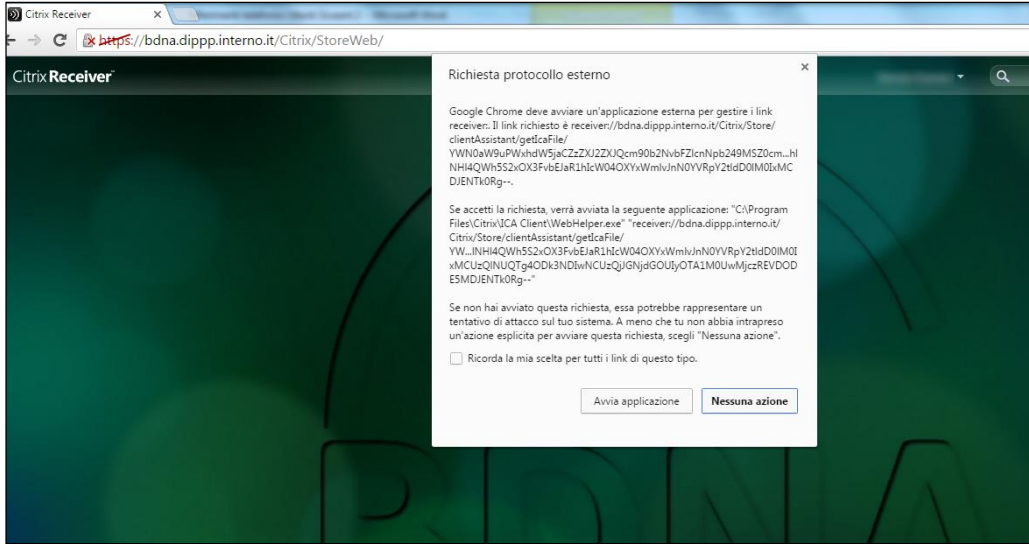 Citrix Receiver
https://bdna.dippp.interno.it/Citrix/StoreWeb/
Citrix Receiver
Richiesta protocollo esterno
Google Chrome deve avviare un'applicazione esterna per gestire i link
receiver:. Il link richiesto è receiver://bdna.dippp.interno.it/Citrix/Store/
clientAssistant/getIcaFile/
YWN0aW9uPWxhdW5jaCZzZXJ2ZXJQcm90b2NvbFZlcnNpb249MSZ0cm...hl
NHl4QWh5S2xOX3FvbEJaR1hIcW04OXYxWmlvJnN0YVRpY2tldD0lM0IxMC
DJENTk0Rg--.
Se accetti la richiesta, verrà avviata la seguente applicazione: "C:\Program
Files\Citrix\ICA Client\WebHelper.exe" "receiver://bdna.dippp.interno.it/
Citrix/Store/clientAssistant/getIcaFile/
YW...lNHl4QWh5S2xOX3FvbEJaR1hIcW04OXYxWmlvJnN0YVRpY2tldD0lM0I
xMCUzQlNUQTg4ODk3NDIwNCUzQjJGNjdGOUIyOTA1M0UwMjczREVDOD
E5MDJENTk0Rg--"
Se non hai avviato questa richiesta, essa potrebbe rappresentare un
tentativo di attacco sul tuo sistema. A meno che tu non abbia intrapreso
un'azione esplicita per avviare questa richiesta, scegli "Nessuna azione".
Ricorda la mia scelta per tutti i link di questo tipo.
Avvia applicazione
Nessuna azione
BDNA